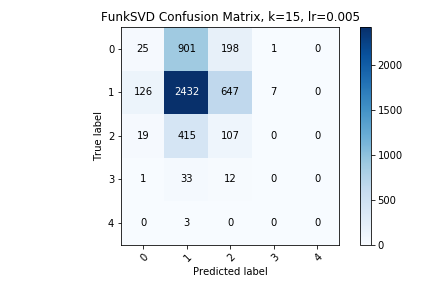 FunkSVD Confusion Matrix, k=15, lr=0.005
0 25 901 198 1 0
1 126 2432 647 7 0
2 19 415 107 0 0
3 1 33 12 0 0
4 0 3 0 0 0
0 1 2 3 4
True label
Predicted label
2000
1500
1000
500
0